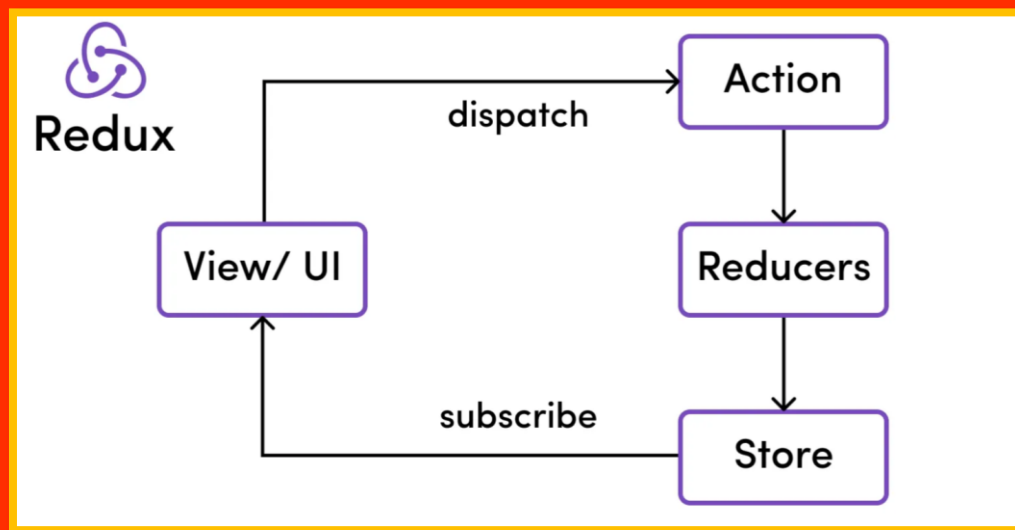 Redux
dispatch
Action
View/ UI
Reducers
subscribe
Store